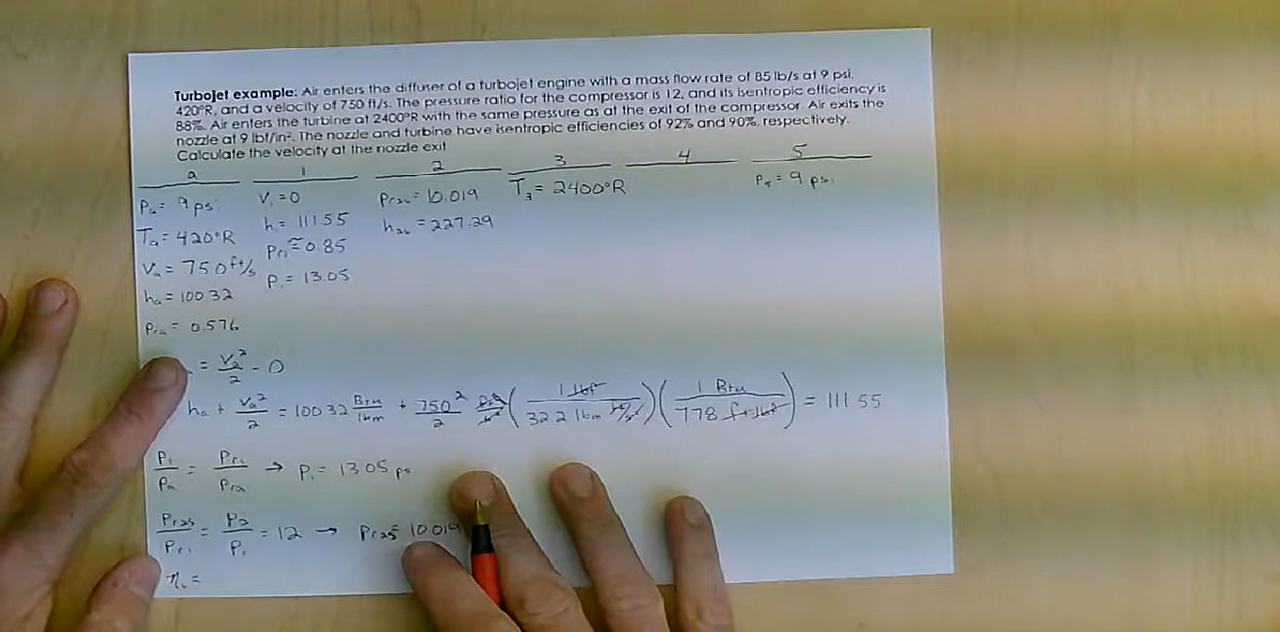 Turbojet example: Air enters the diffuser of a turbojet engine with a mass flow rate of 85 lb/s at 9 psi,
420°R, and a velocity of 750 ft/s. The pressure ratio for the compressor is 12, and its isentropic efficiency is
88%. Air enters the turbine at 2400°R with the same pressure as at the exit of the compressor. Air exits the
nozzle at 9 lbf/in². The nozzle and turbine have isentropic efficiencies of 92% and 90%, respectively.
Calculate the velocity at the nozzle exit
a 1 2 3 4 5
Pa = 9 psi V1 = 0 Pr2s = 10.019 T3 = 2400°R P5 = 9 psi
Ta = 420°R h1 = 111.55 h2s = 227.29
Va = 750 ft/s Pr1 ≈ 0.85
ha = 100.32 P1 = 13.05
Pra = 0.576
= Va²/2 - 0
ha + Va²/2 = 100.32 Btu/lbm + 750²/2 ft²/s² (1 lbf / 32.2 lbm ft/s²)(1 Btu / 778 ft·lbf) = 111.55
P1/Pa = Pr1/Pra → P1 = 13.05 psi
Pr2s/Pr1 = P2/P1 = 12 → Pr2s = 10.019
ηc =